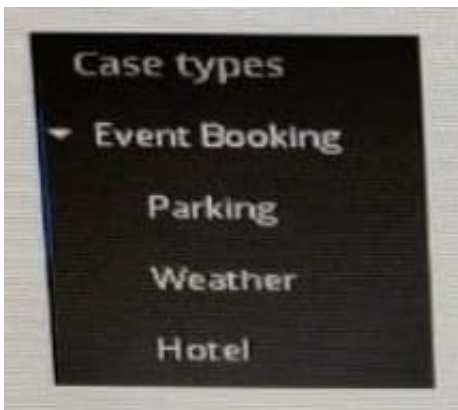 Case types
Event Booking
Parking
Weather
Hotel